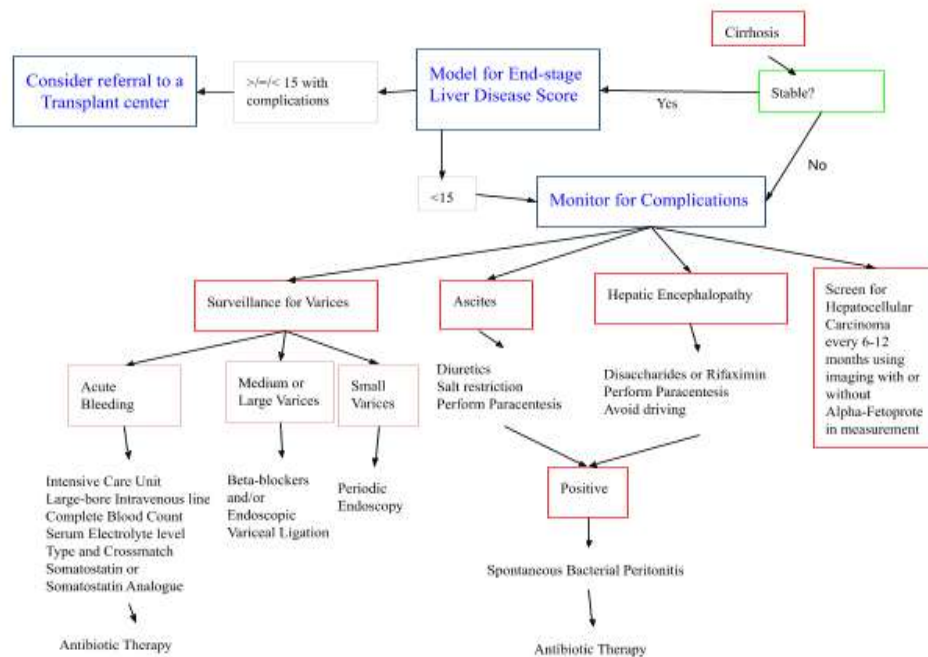 Cirrhosis
Consider referral to a
Transplant center
>/=/< 15 with
complications
Model for End-stage
Liver Disease Score
Yes
Stable?
No
<15
Monitor for Complications
Surveillance for Varices
Ascites
Hepatic Encephalopathy
Screen for
Hepatocellular
Carcinoma
every 6-12
months using
imaging with or
without
Alpha-Fetoprote
in measurement
Acute
Bleeding
Medium or
Large Varices
Small
Varices
Diuretics
Salt restriction
Perform Paracentesis
Disaccharides or Rifaximin
Perform Paracentesis
Avoid driving
Intensive Care Unit
Large-bore Intravenous line
Complete Blood Count
Serum Electrolyte level
Type and Crossmatch
Somatostatin or
Somatostatin Analogue
Beta-blockers
and/or
Endoscopic
Variceal Ligation
Periodic
Endoscopy
Positive
Spontaneous Bacterial Peritonitis
Antibiotic Therapy
Antibiotic Therapy